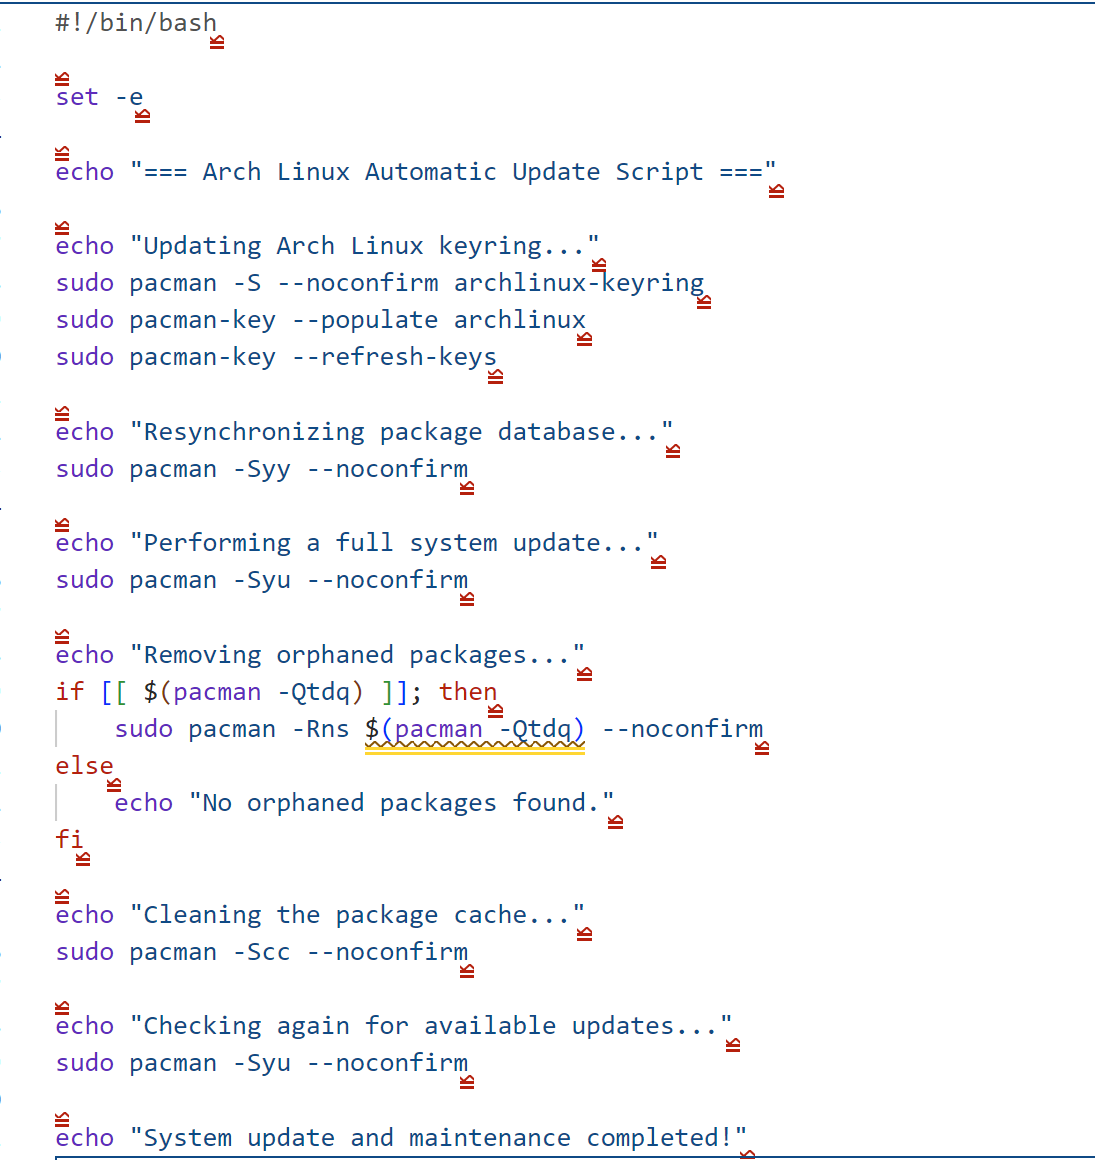 #!/bin/bash
set -e
echo "=== Arch Linux Automatic Update Script ==="
echo "Updating Arch Linux keyring..."
sudo pacman -S --noconfirm archlinux-keyring
sudo pacman-key --populate archlinux
sudo pacman-key --refresh-keys
echo "Resynchronizing package database..."
sudo pacman -Syy --noconfirm
echo "Performing a full system update..."
sudo pacman -Syu --noconfirm
echo "Removing orphaned packages..."
if [[ $(pacman -Qtdq) ]]; then
    sudo pacman -Rns $(pacman -Qtdq) --noconfirm
else
    echo "No orphaned packages found."
fi
echo "Cleaning the package cache..."
sudo pacman -Scc --noconfirm
echo "Checking again for available updates..."
sudo pacman -Syu --noconfirm
echo "System update and maintenance completed!"